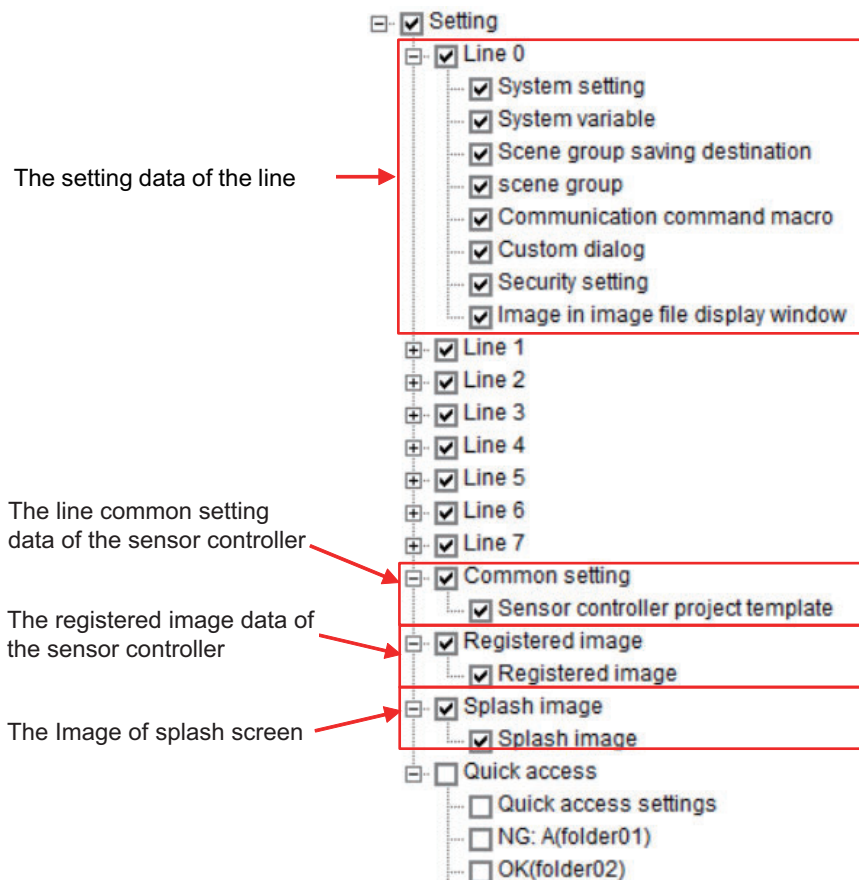 Setting
Line 0
System setting
System variable
Scene group saving destination
The setting data of the line
scene group
Communication command macro
Custom dialog
Security setting
Image in image file display window
Line 1
Line 2
Line 3
Line 4
Line 5
Line 6
Line 7
The line common setting
data of the sensor controller
Common setting
Sensor controller project template
The registered image data of
the sensor controller
Registered image
Registered image
The Image of splash screen
Splash image
Splash image
Quick access
Quick access settings
NG: A(folder01)
OK(folder02)